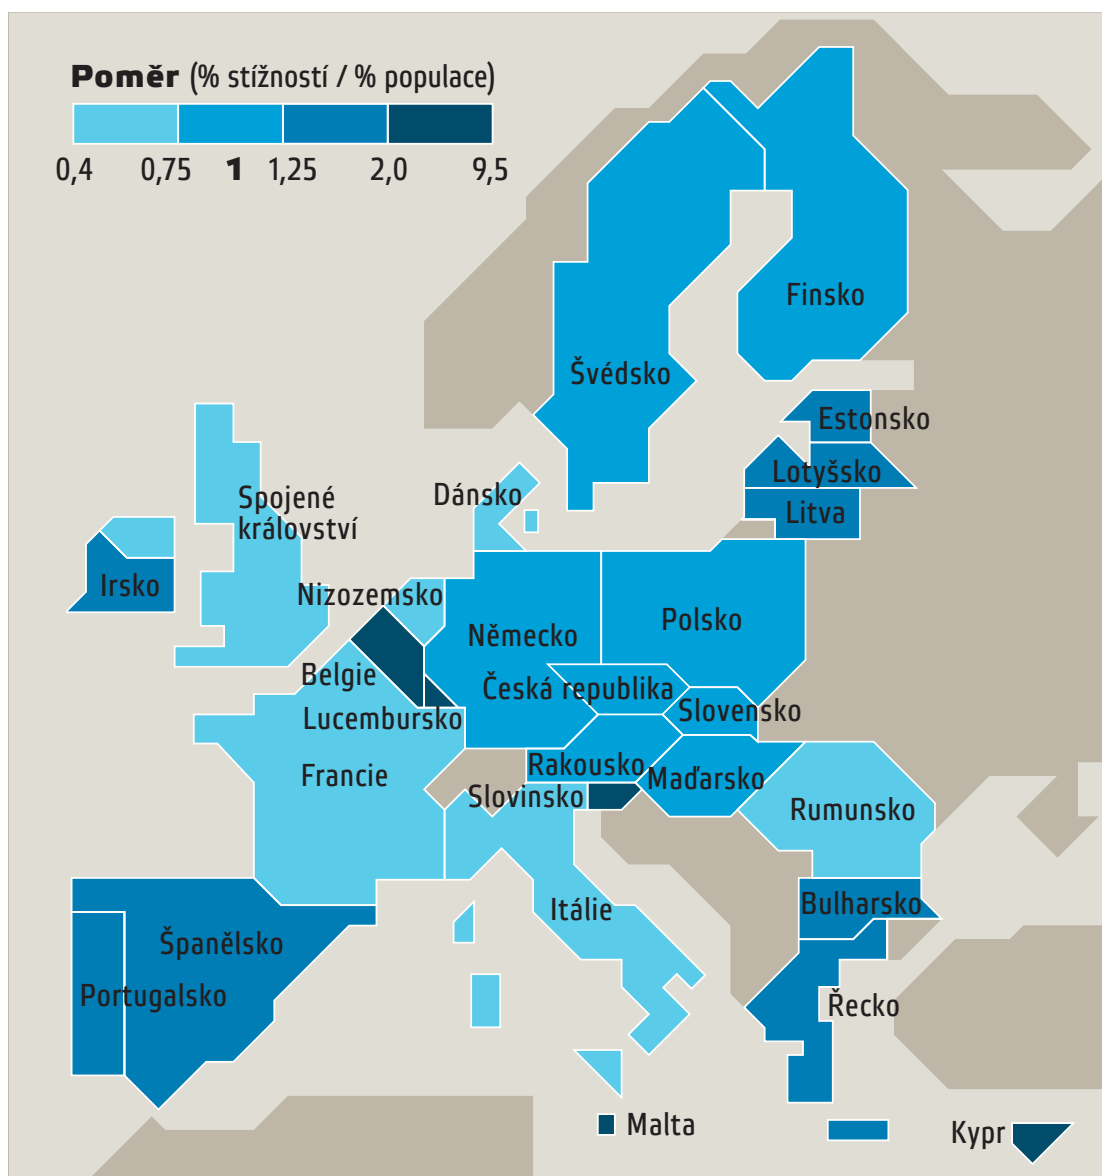 Poměr (% stížností / % populace)
0,4 0,75 1 1,25 2,0 9,5
Finsko
Švédsko
Estonsko
Lotyšsko
Litva
Dánsko
Spojené
království
Irsko
Nizozemsko
Německo
Polsko
Belgie
Česká republika
Lucembursko
Slovensko
Francie
Rakousko
Maďarsko
Slovinsko
Rumunsko
Itálie
Bulharsko
Španělsko
Portugalsko
Řecko
Malta
Kypr